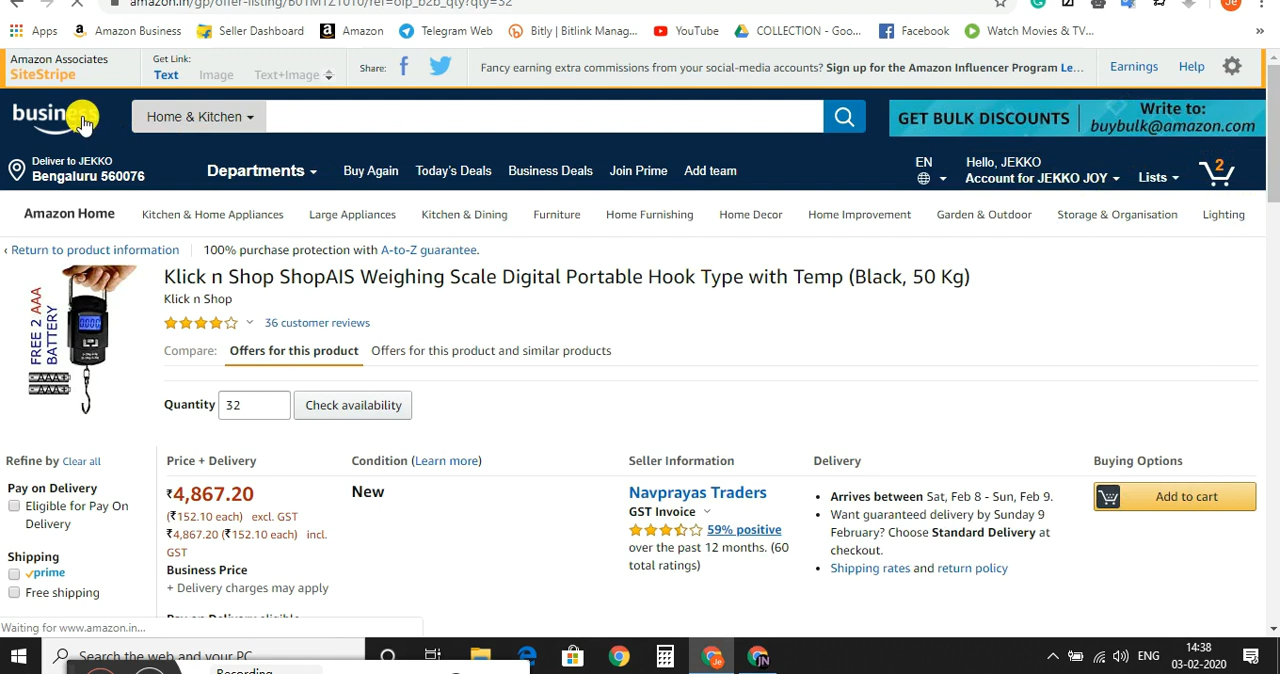 amazon.in/gp/offer-listing/B01M1Z1010/ref=olp_b2b_qty?qty=32
Je
Apps
Amazon Business
Seller Dashboard
Amazon
Telegram Web
Bitly | Bitlink Manag...
YouTube
COLLECTION - Goo...
Facebook
Watch Movies & TV...
»
Amazon Associates
SiteStripe
Get Link:
Text
Image
Text+Image
Share:
Fancy earning extra commissions from your social-media accounts? Sign up for the Amazon Influencer Program Le...
Earnings
Help
business
Home & Kitchen
GET BULK DISCOUNTS
Write to:
buybulk@amazon.com
Deliver to JEKKO
Bengaluru 560076
Departments
Buy Again
Today's Deals
Business Deals
Join Prime
Add team
EN
Hello, JEKKO
Account for JEKKO JOY
Lists
2
Amazon Home
Kitchen & Home Appliances
Large Appliances
Kitchen & Dining
Furniture
Home Furnishing
Home Decor
Home Improvement
Garden & Outdoor
Storage & Organisation
Lighting
‹ Return to product information
100% purchase protection with A-to-Z guarantee.
FREE 2 AAA
BATTERY
Klick n Shop ShopAIS Weighing Scale Digital Portable Hook Type with Temp (Black, 50 Kg)
Klick n Shop
36 customer reviews
Compare:
Offers for this product
Offers for this product and similar products
Quantity
32
Check availability
Refine by Clear all
Price + Delivery
Condition (Learn more)
Seller Information
Delivery
Buying Options
Pay on Delivery
Eligible for Pay On
Delivery
Shipping
prime
Free shipping
₹4,867.20
(₹152.10 each) excl. GST
₹4,867.20 (₹152.10 each) incl.
GST
Business Price
+ Delivery charges may apply
Pay on Delivery eligible
New
Navprayas Traders
GST Invoice
59% positive
over the past 12 months. (60
total ratings)
• Arrives between Sat, Feb 8 - Sun, Feb 9.
• Want guaranteed delivery by Sunday 9
February? Choose Standard Delivery at
checkout.
• Shipping rates and return policy
Add to cart
Waiting for www.amazon.in...
Search the web and your PC
Recording
Je
JN
ENG
14:38
03-02-2020